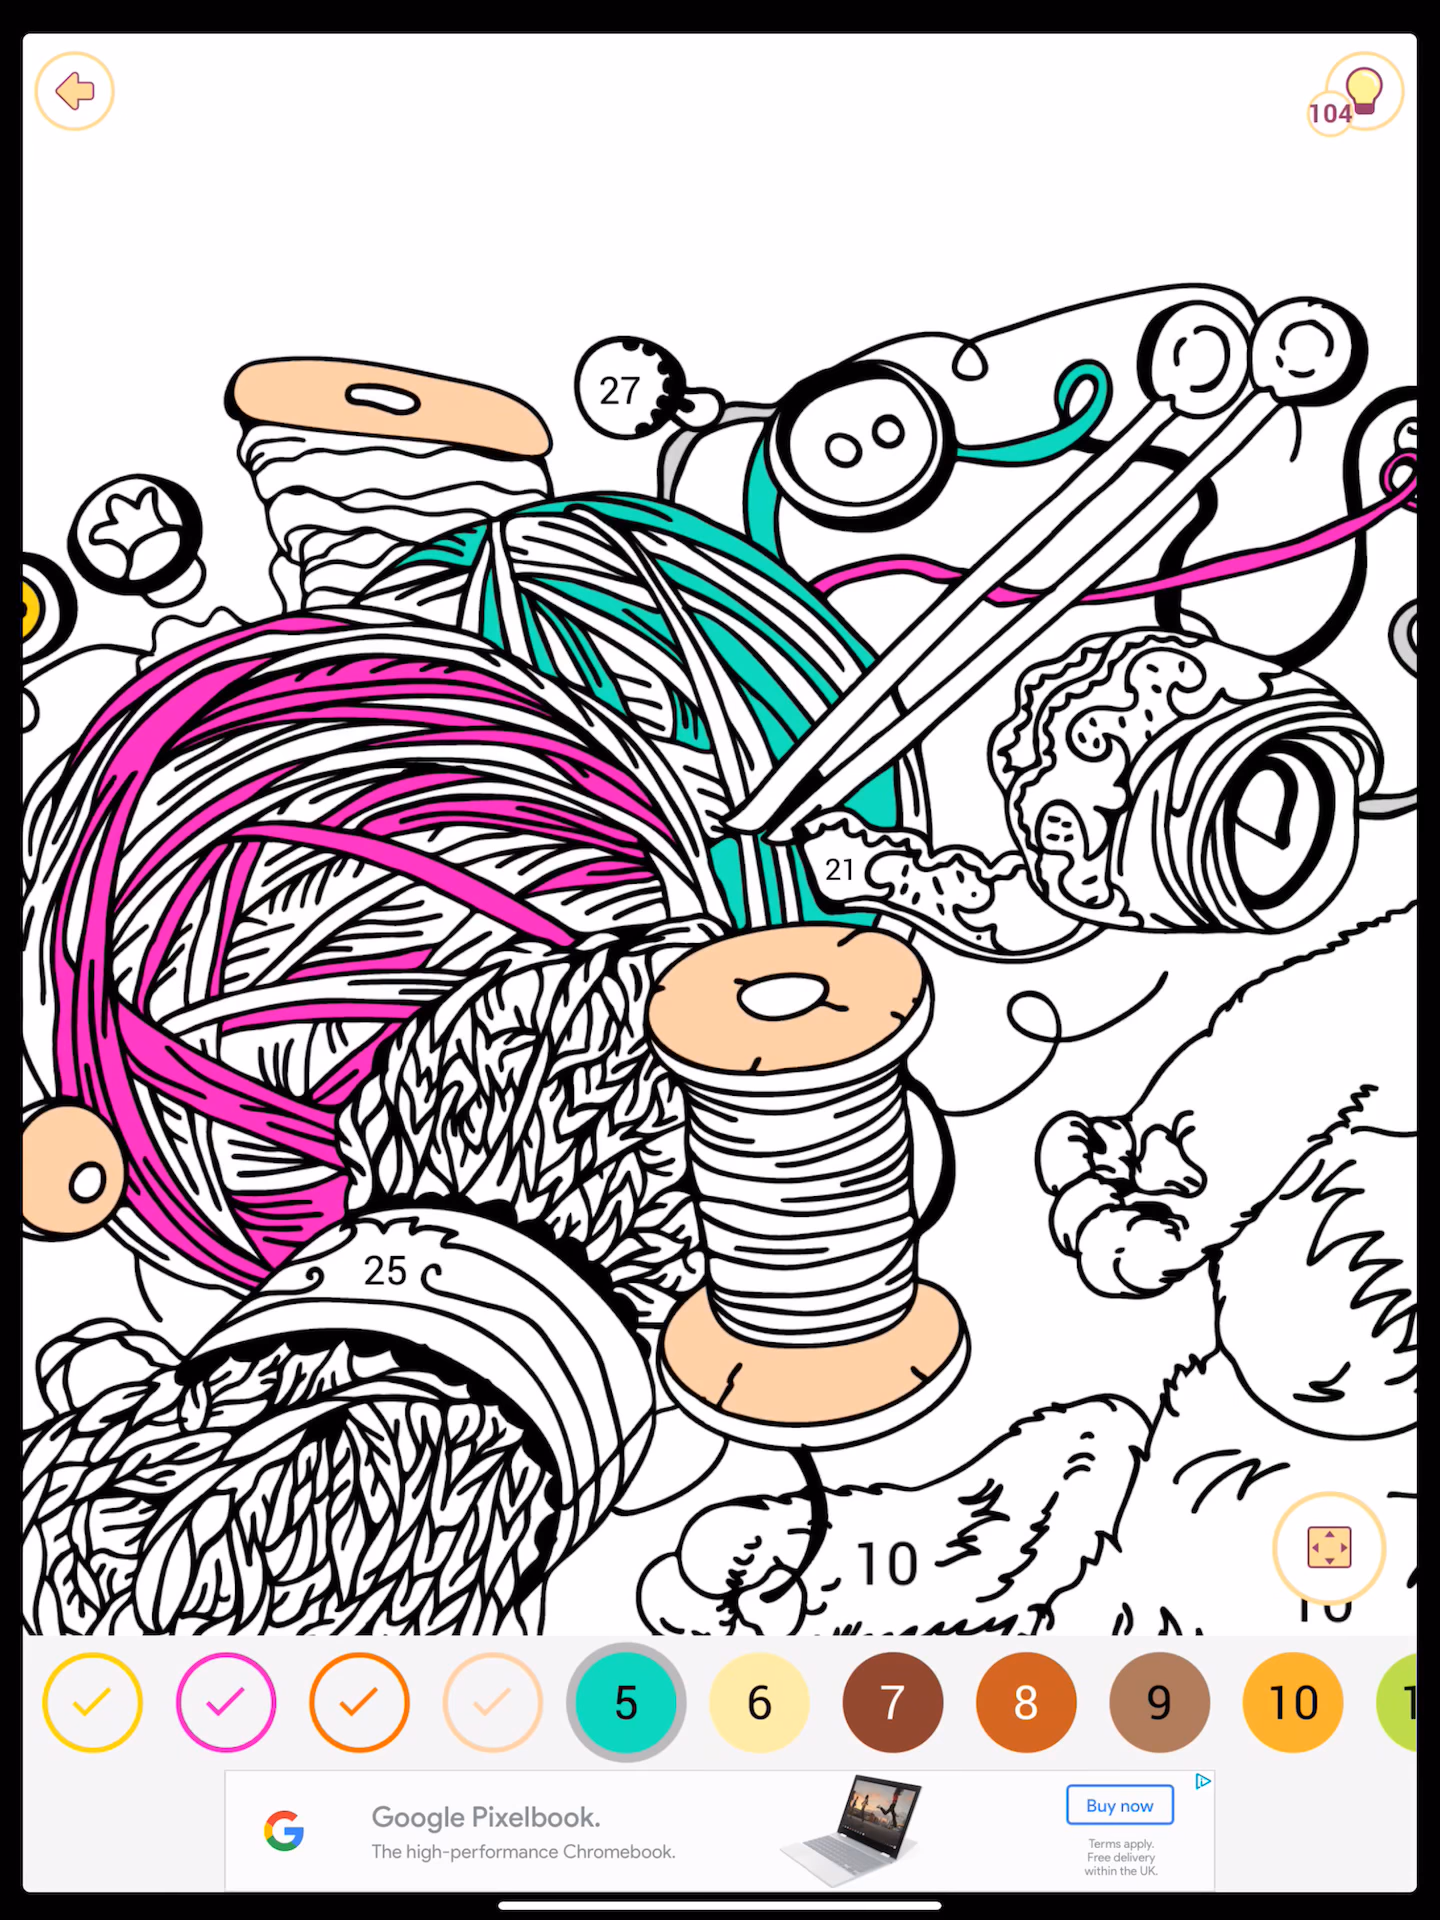 104
27
21
25
10
10
5
6
7
8
9
10
Google Pixelbook.
The high-performance Chromebook.
Buy now
Terms apply.
Free delivery
within the UK.